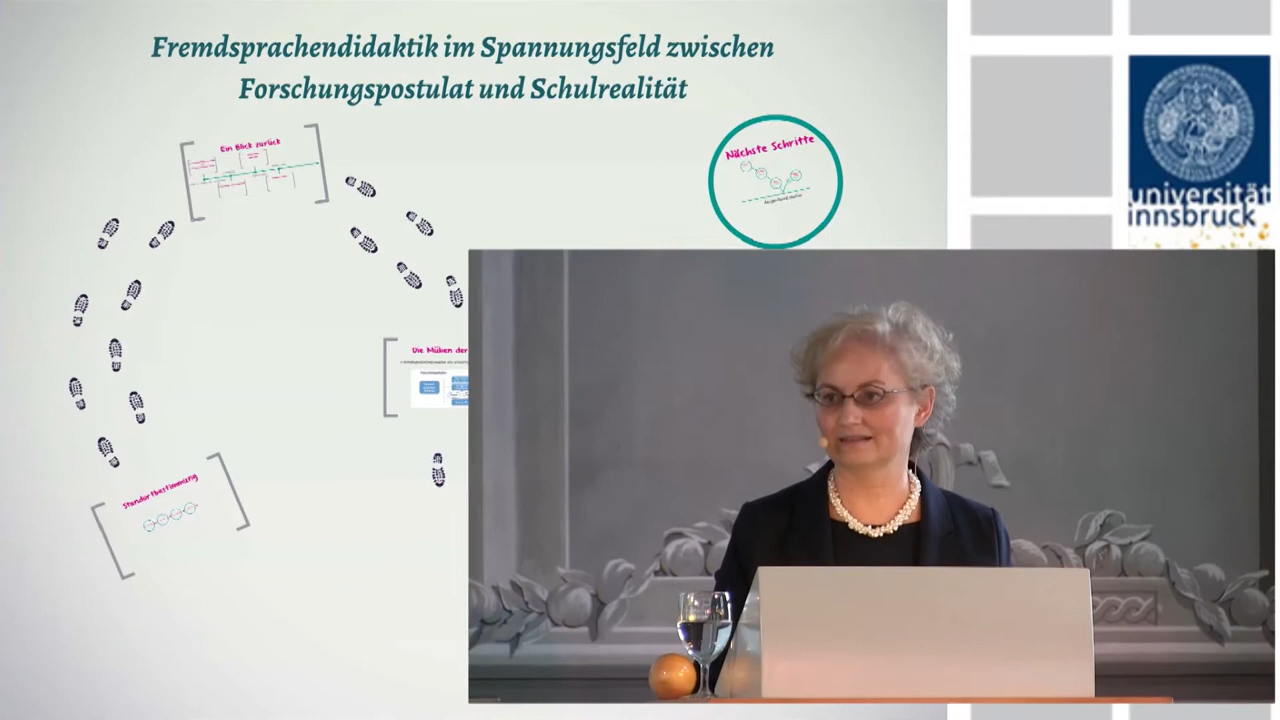 Fremdsprachendidaktik im Spannungsfeld zwischen
Forschungspostulat und Schulrealität
Ein Blick zurück
Nächste Schritte
Die Mühen der
Standortbestimmung
universität
innsbruck